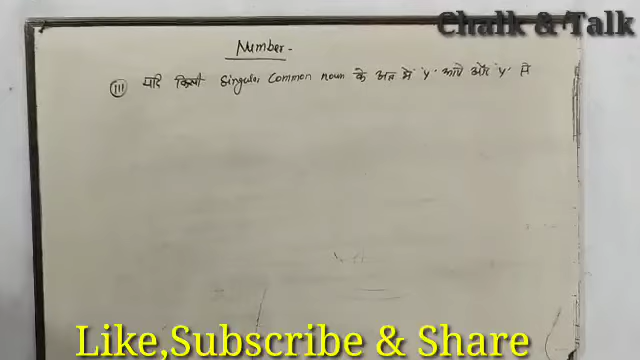 Chalk & Talk
Number-
(iii) यदि किसी Singular Common noun के अन्त में 'y' आये और 'y' से
Like,Subscribe & Share